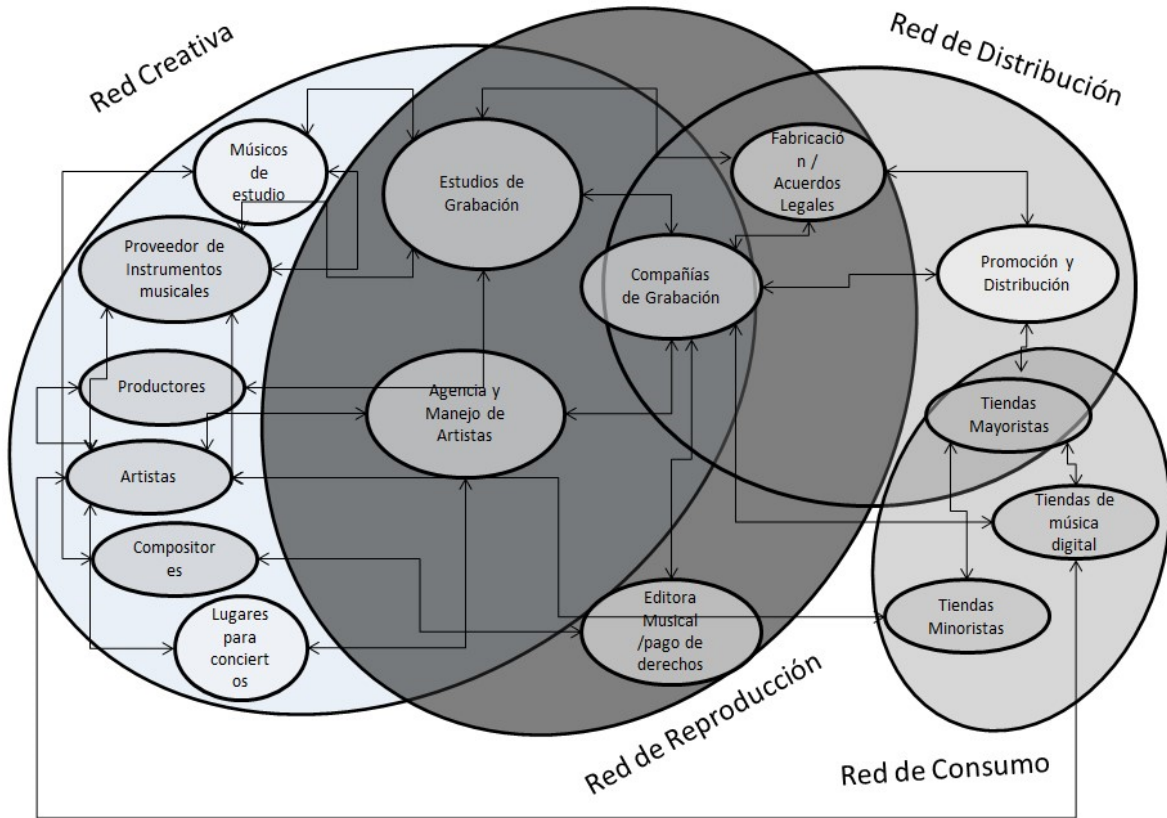 Red Creativa
Red de Distribución
Músicos
de
estudio
Estudios de
Grabación
Fabricació
n /
Acuerdos
Legales
Proveedor de
Instrumentos
musicales
Compañías
de Grabación
Promoción y
Distribución
Productores
Agencia y
Manejo de
Artistas
Tiendas
Mayoristas
Artistas
Tiendas de
música
digital
Compositor
es
Lugares
para
conciert
os
Editora
Musical
/pago de
derechos
Tiendas
Minoristas
Red de Reproducción
Red de Consumo